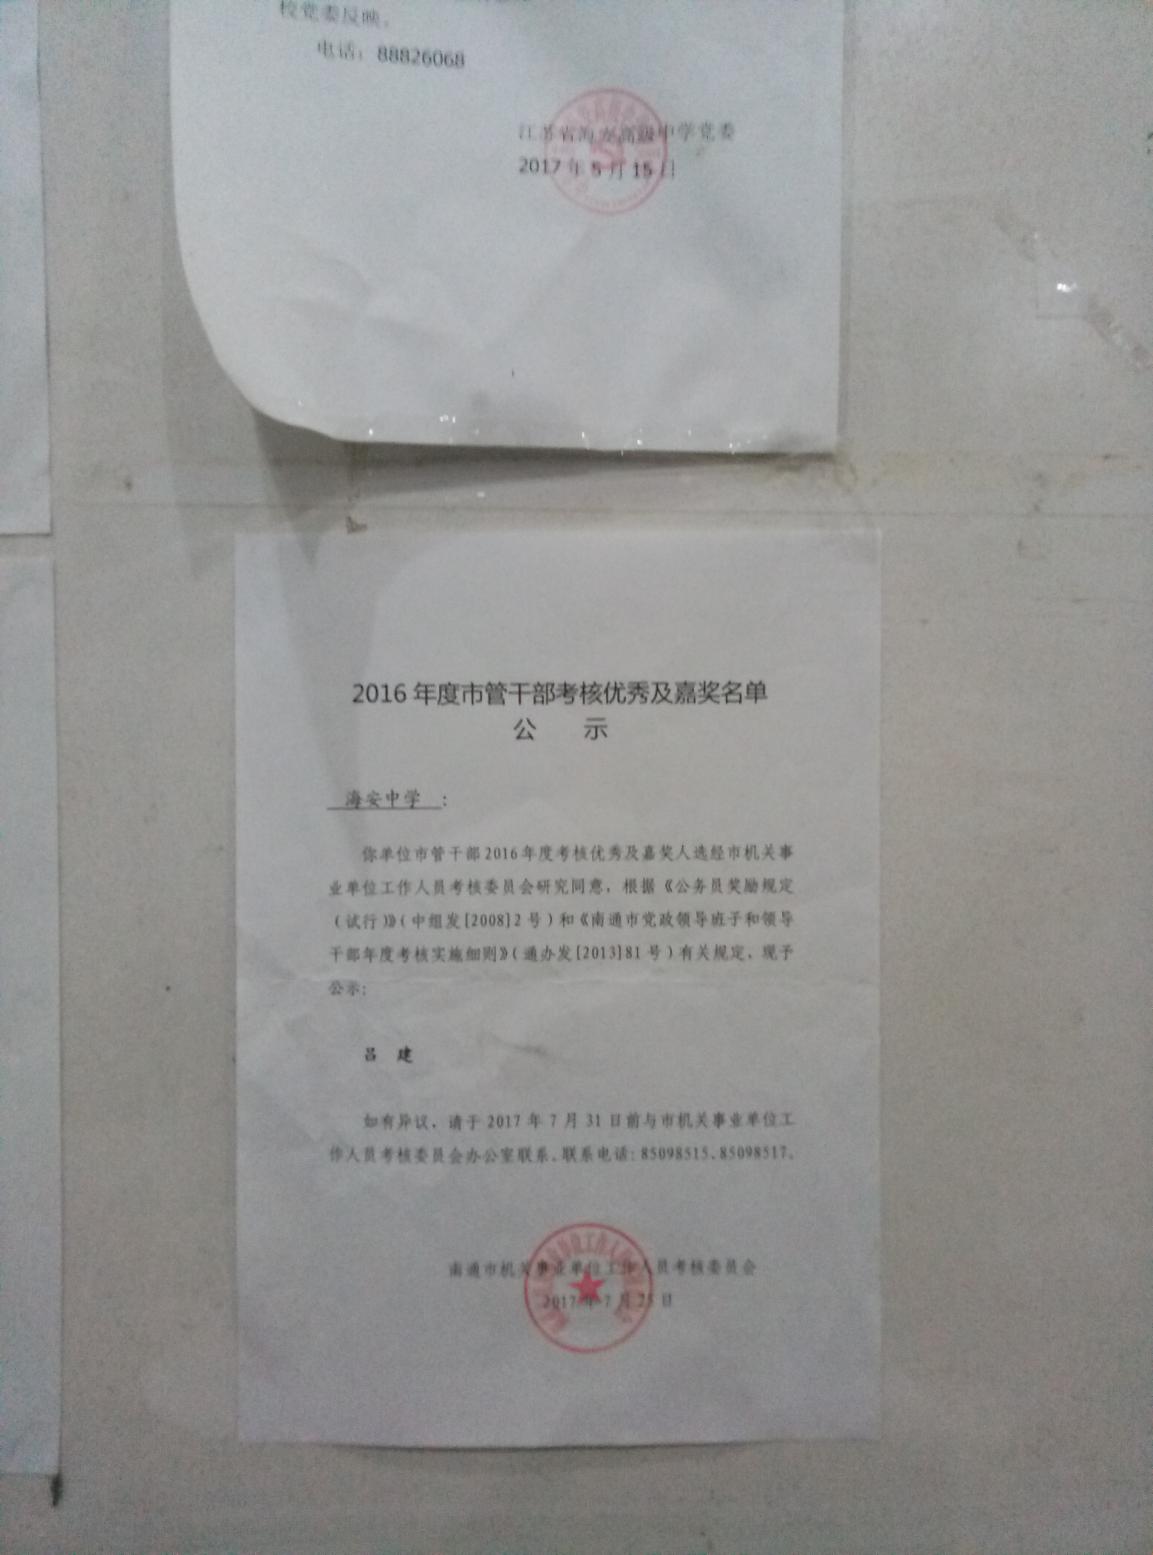 校党委反映。
电话：88826068
江苏省海安高级中学党委
2017年5月15日
2016年度市管干部考核优秀及嘉奖名单
公 示
海安中学：
你单位市管干部2016年度考核优秀及嘉奖人选经市机关事
业单位工作人员考核委员会研究同意，根据《公务员奖励规定
（试行）》（中组发[2008]2号）和《南通市党政领导班子和领导
干部年度考核实施细则》（通办发[2013]81号）有关规定，现予
公示：
吕 建
如有异议，请于2017年7月31日前与市机关事业单位工
作人员考核委员会办公室联系、联系电话：85098515、85098517。
南通市机关事业单位工作人员考核委员会
2017年7月25日